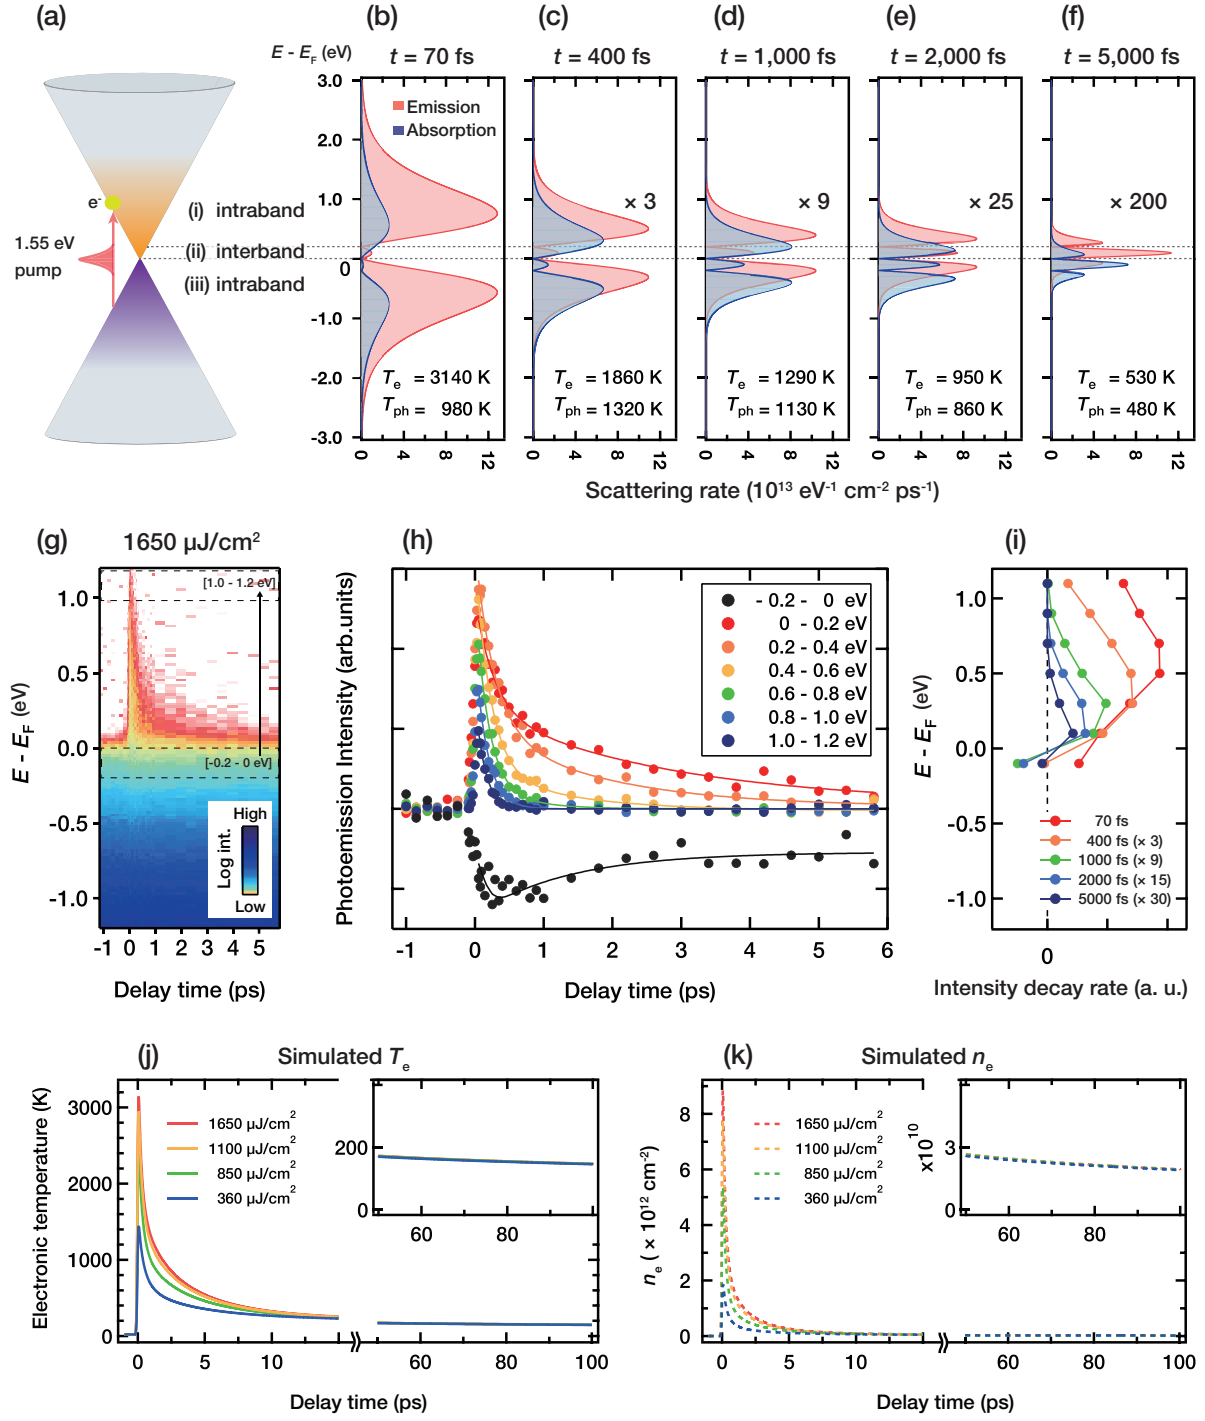 (a)
(b)
(c)
(d)
(e)
(f)
E - E_F (eV)
t = 70 fs
t = 400 fs
t = 1,000 fs
t = 2,000 fs
t = 5,000 fs
3.0
2.0
1.0
0
-1.0
-2.0
-3.0
Emission
Absorption
× 3
× 9
× 25
× 200
e-
1.55 eV
pump
(i) intraband
(ii) interband
(iii) intraband
T_e = 3140 K
T_ph = 980 K
T_e = 1860 K
T_ph = 1320 K
T_e = 1290 K
T_ph = 1130 K
T_e = 950 K
T_ph = 860 K
T_e = 530 K
T_ph = 480 K
0 4 8 12
0 4 8 12
0 4 8 12
0 4 8 12
0 4 8 12
Scattering rate (10¹³ eV⁻¹ cm⁻² ps⁻¹)
(g)
1650 µJ/cm²
E - E_F (eV)
1.0
0.5
0.0
-0.5
-1.0
[1.0 - 1.2 eV]
[-0.2 - 0 eV]
High
Log int.
Low
-1 0 1 2 3 4 5
Delay time (ps)
(h)
Photoemission Intensity (arb.units)
- 0.2 - 0 eV
0 - 0.2 eV
0.2 - 0.4 eV
0.4 - 0.6 eV
0.6 - 0.8 eV
0.8 - 1.0 eV
1.0 - 1.2 eV
-1 0 1 2 3 4 5 6
Delay time (ps)
(i)
E - E_F (eV)
1.0
0.5
0.0
-0.5
-1.0
70 fs
400 fs (× 3)
1000 fs (× 9)
2000 fs (× 15)
5000 fs (× 30)
0
Intensity decay rate (a. u.)
(j)
Simulated T_e
Electronic temperature (K)
3000
2000
1000
0
1650 µJ/cm²
1100 µJ/cm²
850 µJ/cm²
360 µJ/cm²
200
0
60 80 100
0 5 10 60 80 100
Delay time (ps)
(k)
Simulated n_e
n_e ( × 10¹² cm⁻²)
8
6
4
2
0
1650 µJ/cm²
1100 µJ/cm²
850 µJ/cm²
360 µJ/cm²
x10¹⁰
3
0
60 80 100
0 5 10 60 80 100
Delay time (ps)